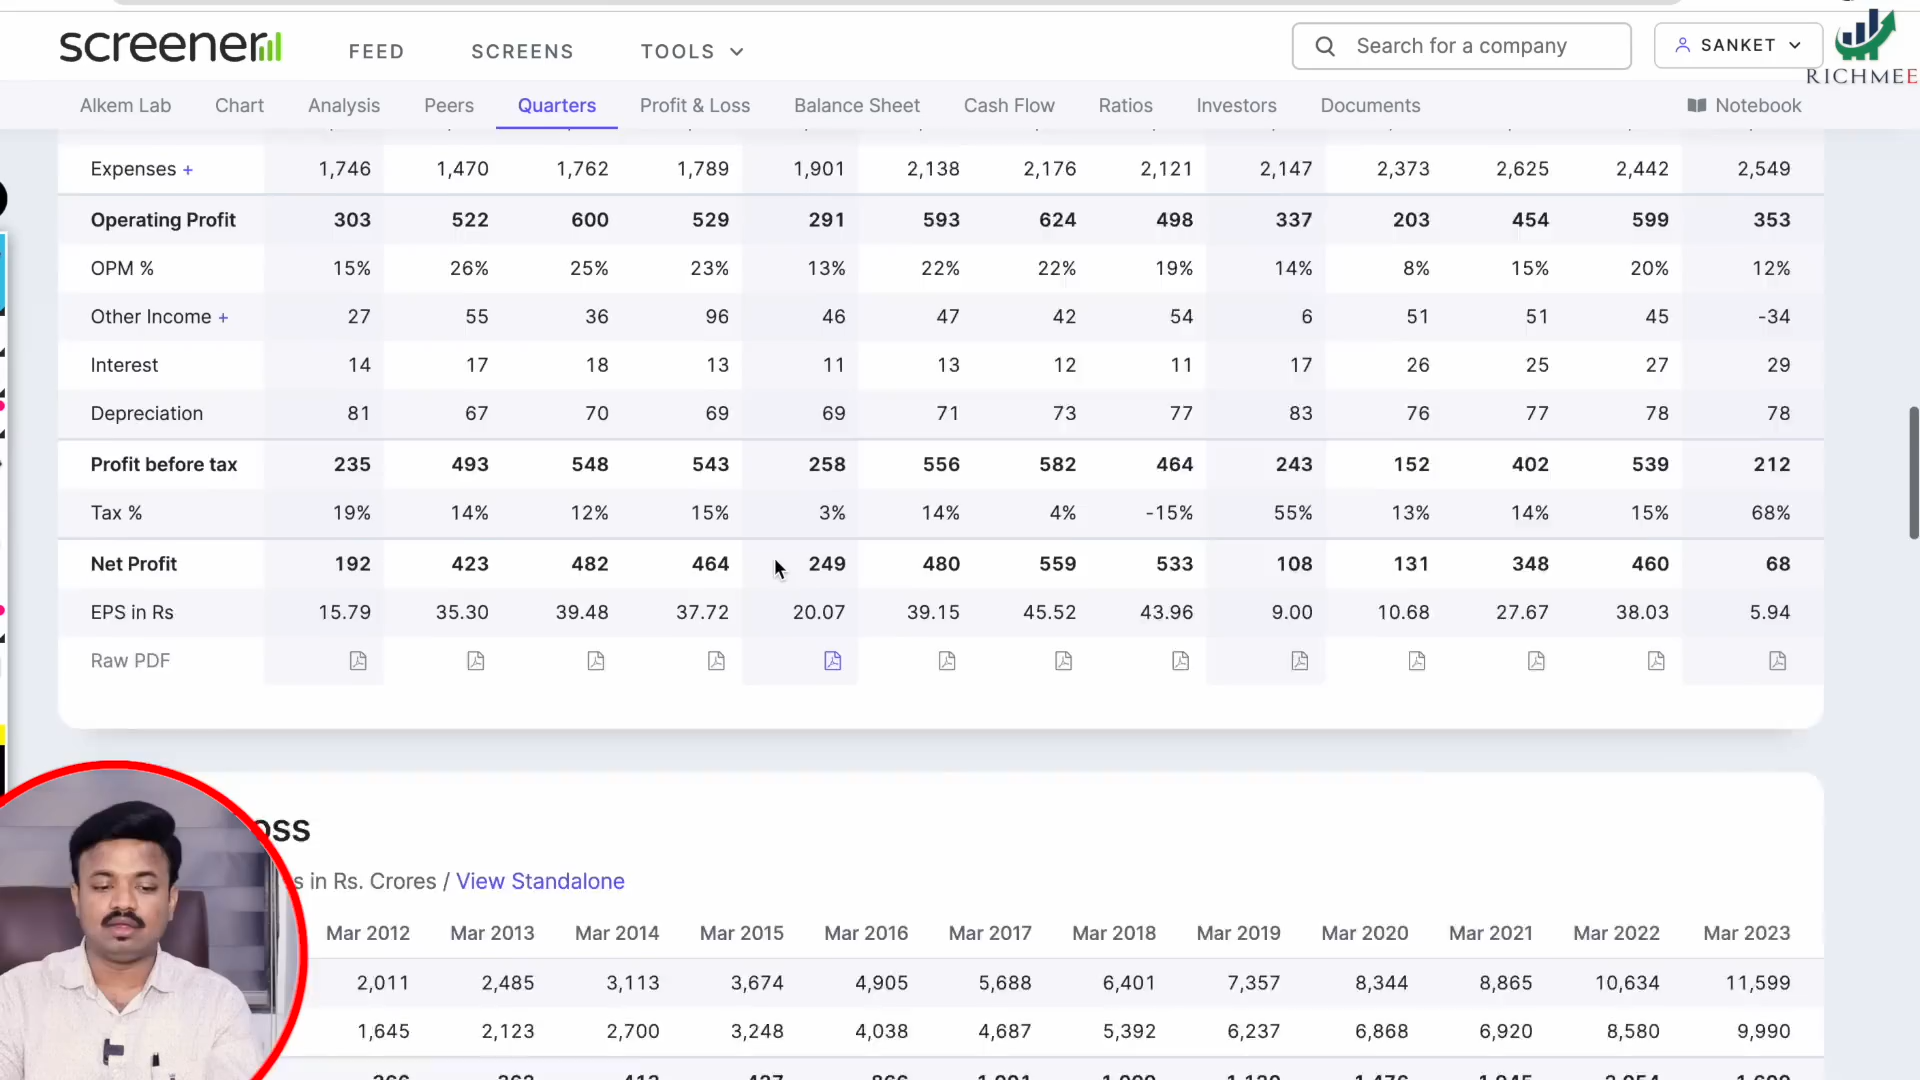 screener FEED SCREENS TOOLS Search for a company SANKET
RICHMEE
Alkem Lab Chart Analysis Peers Quarters Profit & Loss Balance Sheet Cash Flow Ratios Investors Documents Notebook
Expenses + 1,746 1,470 1,762 1,789 1,901 2,138 2,176 2,121 2,147 2,373 2,625 2,442 2,549
Operating Profit 303 522 600 529 291 593 624 498 337 203 454 599 353
OPM % 15% 26% 25% 23% 13% 22% 22% 19% 14% 8% 15% 20% 12%
Other Income + 27 55 36 96 46 47 42 54 6 51 51 45 -34
Interest 14 17 18 13 11 13 12 11 17 26 25 27 29
Depreciation 81 67 70 69 69 71 73 77 83 76 77 78 78
Profit before tax 235 493 548 543 258 556 582 464 243 152 402 539 212
Tax % 19% 14% 12% 15% 3% 14% 4% -15% 55% 13% 14% 15% 68%
Net Profit 192 423 482 464 249 480 559 533 108 131 348 460 68
EPS in Rs 15.79 35.30 39.48 37.72 20.07 39.15 45.52 43.96 9.00 10.68 27.67 38.03 5.94
Raw PDF
oss
s in Rs. Crores / View Standalone
Mar 2012 Mar 2013 Mar 2014 Mar 2015 Mar 2016 Mar 2017 Mar 2018 Mar 2019 Mar 2020 Mar 2021 Mar 2022 Mar 2023
2,011 2,485 3,113 3,674 4,905 5,688 6,401 7,357 8,344 8,865 10,634 11,599
1,645 2,123 2,700 3,248 4,038 4,687 5,392 6,237 6,868 6,920 8,580 9,990